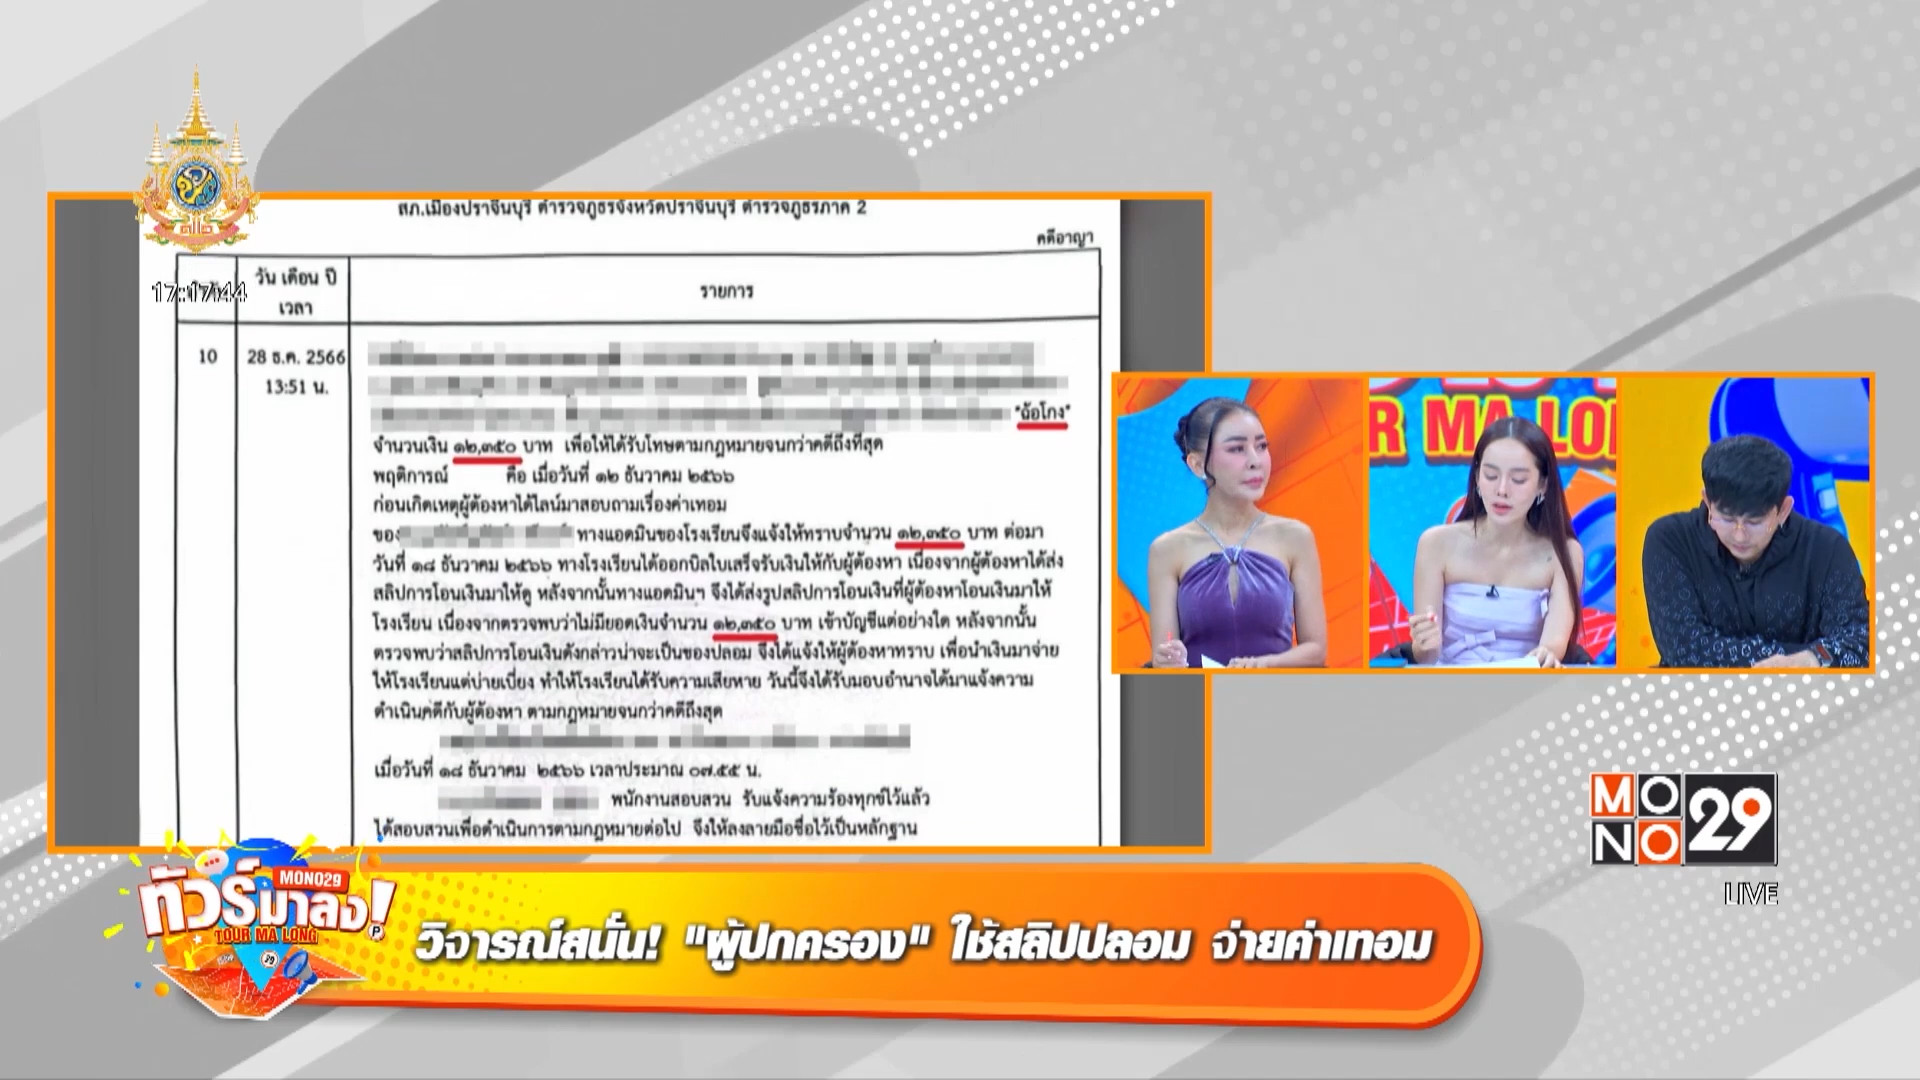 สภ.เมืองปราจีนบุรี ตำรวจภูธรจังหวัดปราจีนบุรี ตำรวจภูธรภาค 2
คดีอาญา
17:17:44
วัน เดือน ปี
เวลา
รายการ
10
28 ธ.ค. 2566
13:51 น.
"ฉ้อโกง"
จำนวนเงิน ๑๒,๓๕๐ บาท เพื่อให้ได้รับโทษตามกฎหมายจนกว่าคดีถึงที่สุด
พฤติการณ์ คือ เมื่อวันที่ ๑๒ ธันวาคม ๒๕๖๖
ก่อนเกิดเหตุผู้ต้องหาได้ไลน์มาสอบถามเรื่องค่าเทอม
ของ ทางแอดมินของโรงเรียนจึงแจ้งให้ทราบจำนวน ๑๒,๓๕๐ บาท ต่อมา
วันที่ ๑๘ ธันวาคม ๒๕๖๖ ทางโรงเรียนได้ออกบิลใบเสร็จรับเงินให้กับผู้ต้องหา เนื่องจากผู้ต้องหาได้ส่ง
สลิปการโอนเงินมาให้ดู หลังจากนั้นทางแอดมินฯ จึงได้ส่งรูปสลิปการโอนเงินที่ผู้ต้องหาโอนเงินมาให้
โรงเรียน เนื่องจากตรวจพบว่าไม่มียอดเงินจำนวน ๑๒,๓๕๐ บาท เข้าบัญชีแต่อย่างใด หลังจากนั้น
ตรวจพบว่าสลิปการโอนเงินดังกล่าวน่าจะเป็นของปลอม จึงได้แจ้งให้ผู้ต้องหาทราบ เพื่อนำเงินมาจ่าย
ให้โรงเรียนแต่บ่ายเบี่ยง ทำให้โรงเรียนได้รับความเสียหาย วันนี้จึงได้รับมอบอำนาจได้มาแจ้งความ
ดำเนินคดีกับผู้ต้องหา ตามกฎหมายจนกว่าคดีถึงสุด
เมื่อวันที่ ๑๘ ธันวาคม ๒๕๖๖ เวลาประมาณ ๐๗.๕๕ น.
พนักงานสอบสวน รับแจ้งความร้องทุกข์ไว้แล้ว
ได้สอบสวนเพื่อดำเนินการตามกฎหมายต่อไป จึงให้ลงลายมือชื่อไว้เป็นหลักฐาน
R MA LO
TOUR MA LON
MONO
29
LIVE
MONO29
ทัวร์มาลง!
TOUR MA LONG
วิจารณ์สนั่น! "ผู้ปกครอง" ใช้สลิปปลอม จ่ายค่าเทอม